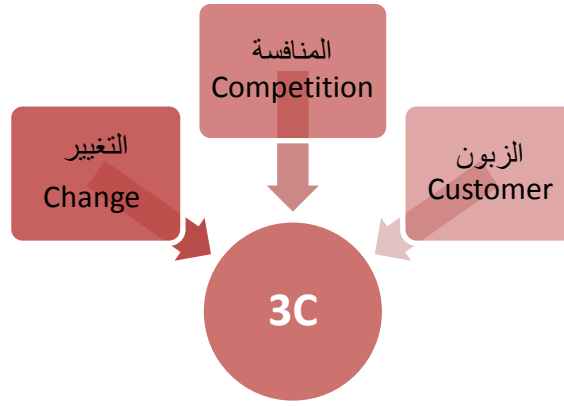 المنافسة
Competition
التغيير
Change
الزبون
Customer
3C